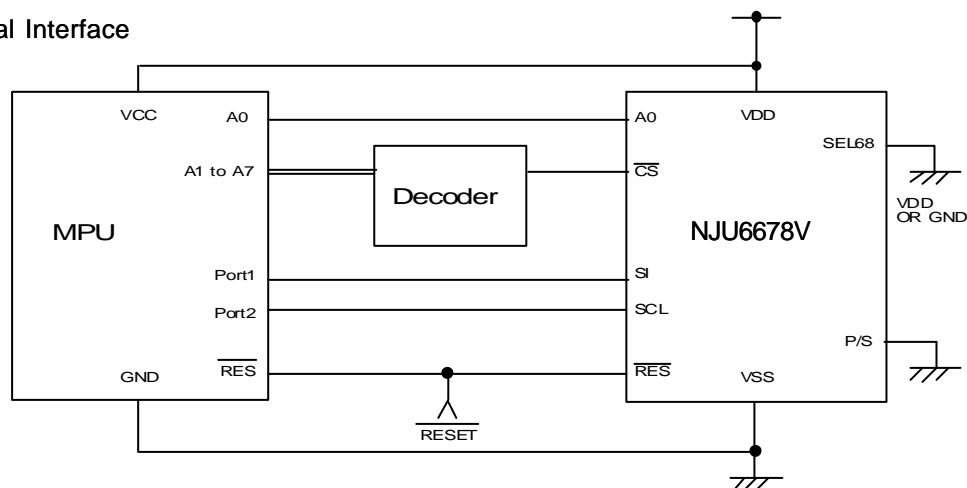 al Interface
VCC
A0
A1 to A7
MPU
Port1
Port2
RES
GND
Decoder
RESET
A0
VDD
SEL68
CS
VDD
OR GND
NJU6678V
SI
SCL
P/S
RES
VSS